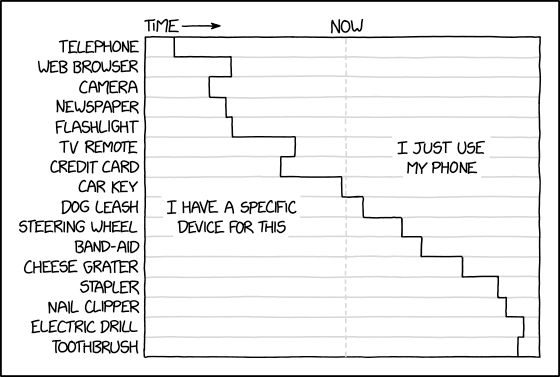 TIME → NOW
TELEPHONE
WEB BROWSER
CAMERA
NEWSPAPER
FLASHLIGHT
TV REMOTE
CREDIT CARD
CAR KEY
DOG LEASH
STEERING WHEEL
BAND-AID
CHEESE GRATER
STAPLER
NAIL CLIPPER
ELECTRIC DRILL
TOOTHBRUSH
I HAVE A SPECIFIC
DEVICE FOR THIS
I JUST USE
MY PHONE